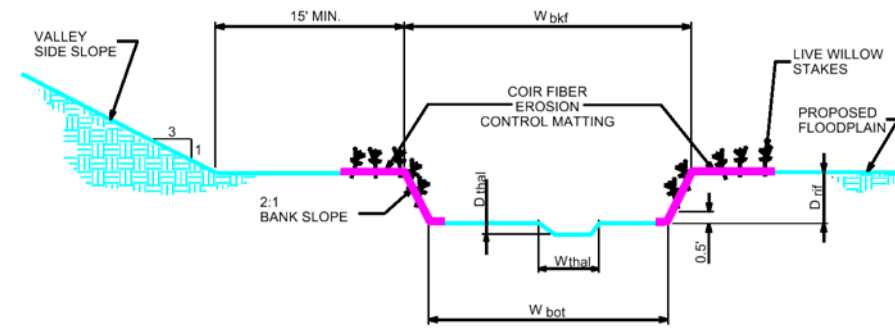 15' MIN.
W bkf
VALLEY
SIDE SLOPE
LIVE WILLOW
STAKES
COIR FIBER
EROSION
CONTROL MATTING
PROPOSED
FLOODPLAIN
3
1
D thal
D rif
2:1
BANK SLOPE
0.5'
W thal
W bot